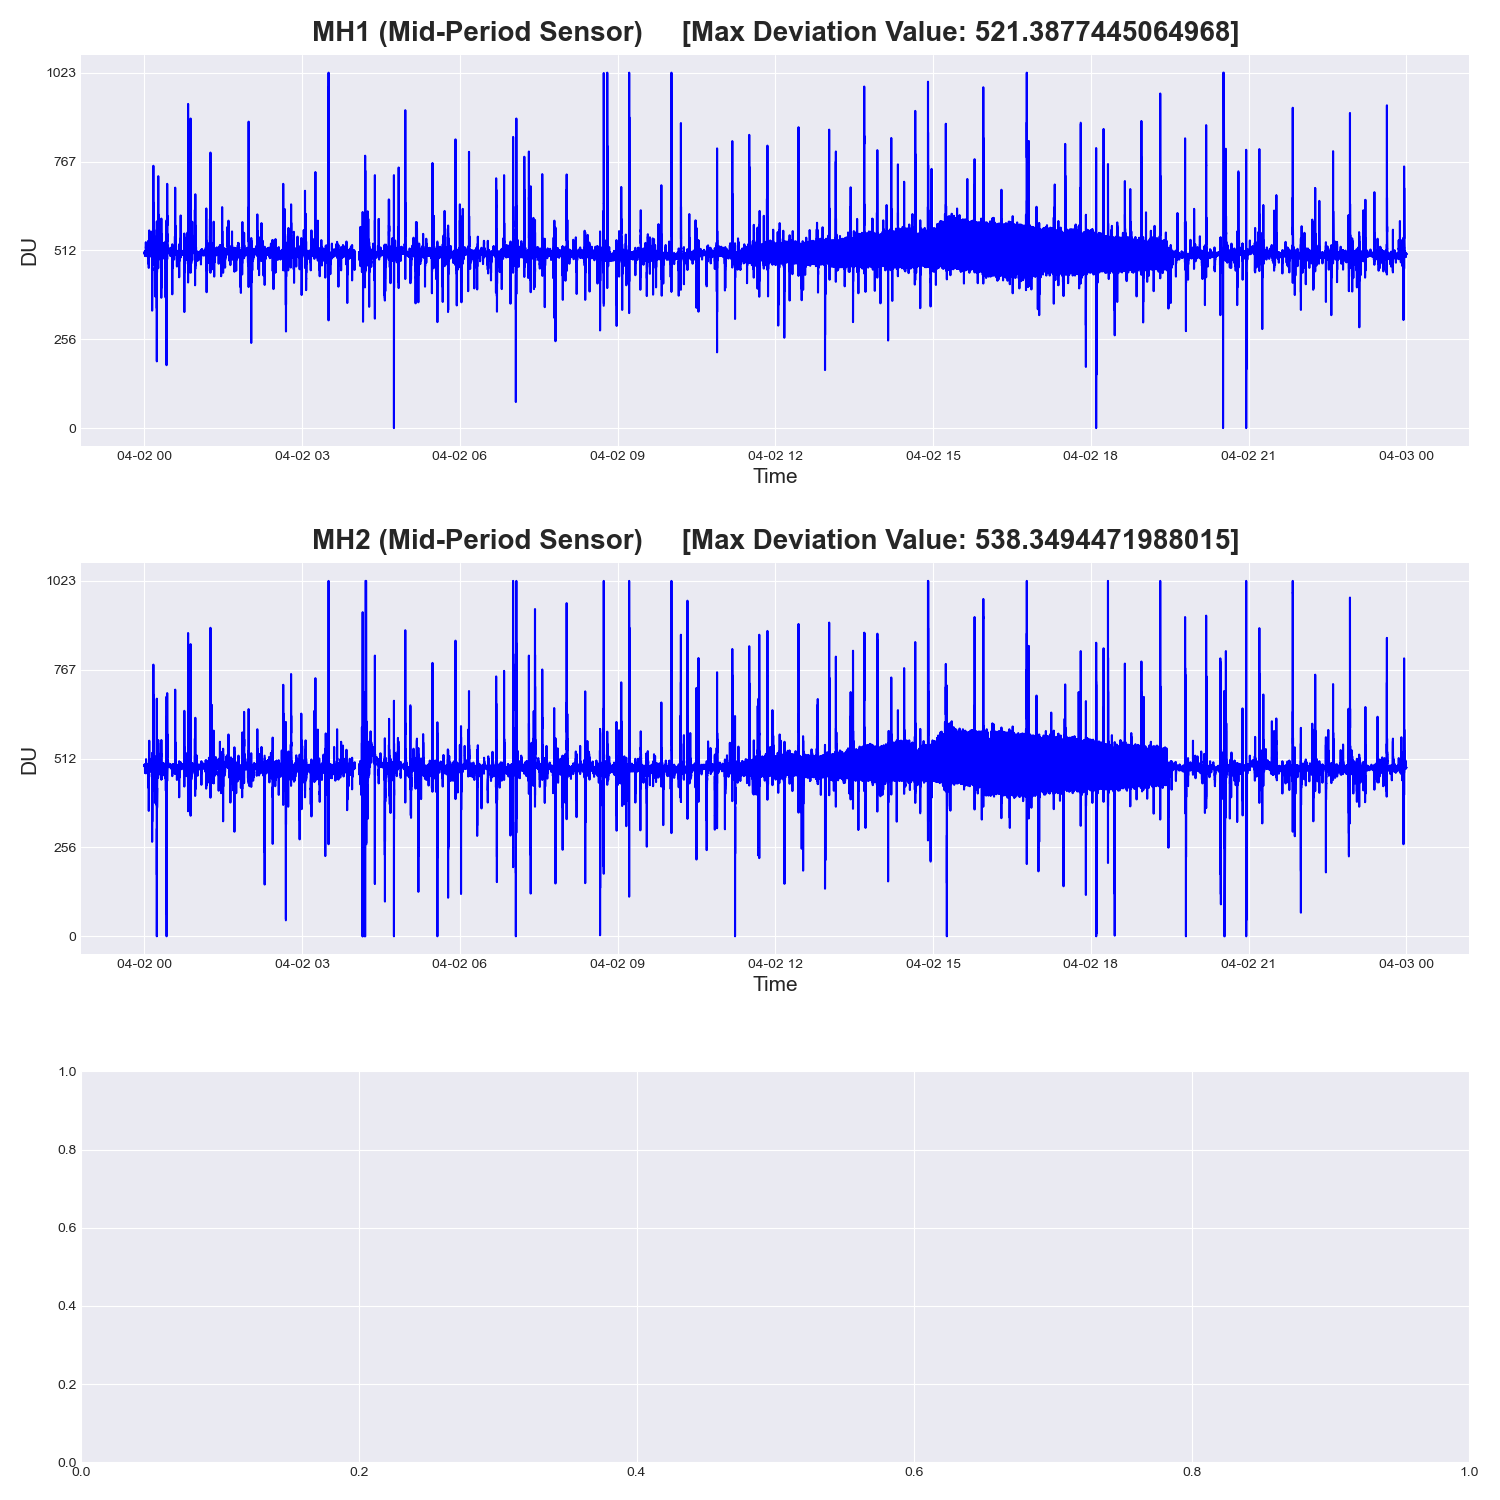 MH1 (Mid-Period Sensor) [Max Deviation Value: 521.3877445064968]
1023
767
512
256
0
DU
04-02 00 04-02 03 04-02 06 04-02 09 04-02 12 04-02 15 04-02 18 04-02 21 04-03 00
Time
MH2 (Mid-Period Sensor) [Max Deviation Value: 538.3494471988015]
1023
767
512
256
0
DU
04-02 00 04-02 03 04-02 06 04-02 09 04-02 12 04-02 15 04-02 18 04-02 21 04-03 00
Time
1.0
0.8
0.6
0.4
0.2
0.0
0.0 0.2 0.4 0.6 0.8 1.0